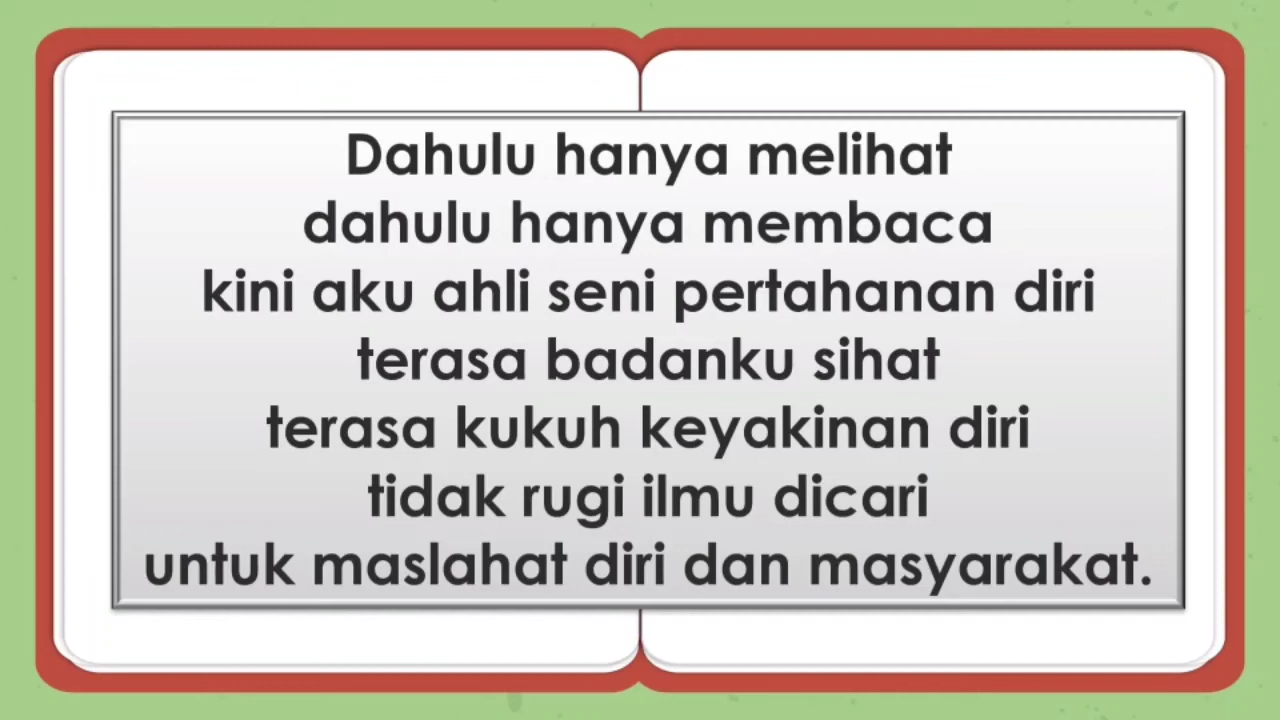 Dahulu hanya melihat
dahulu hanya membaca
kini aku ahli seni pertahanan diri
terasa badanku sihat
terasa kukuh keyakinan diri
tidak rugi ilmu dicari
untuk maslahat diri dan masyarakat.